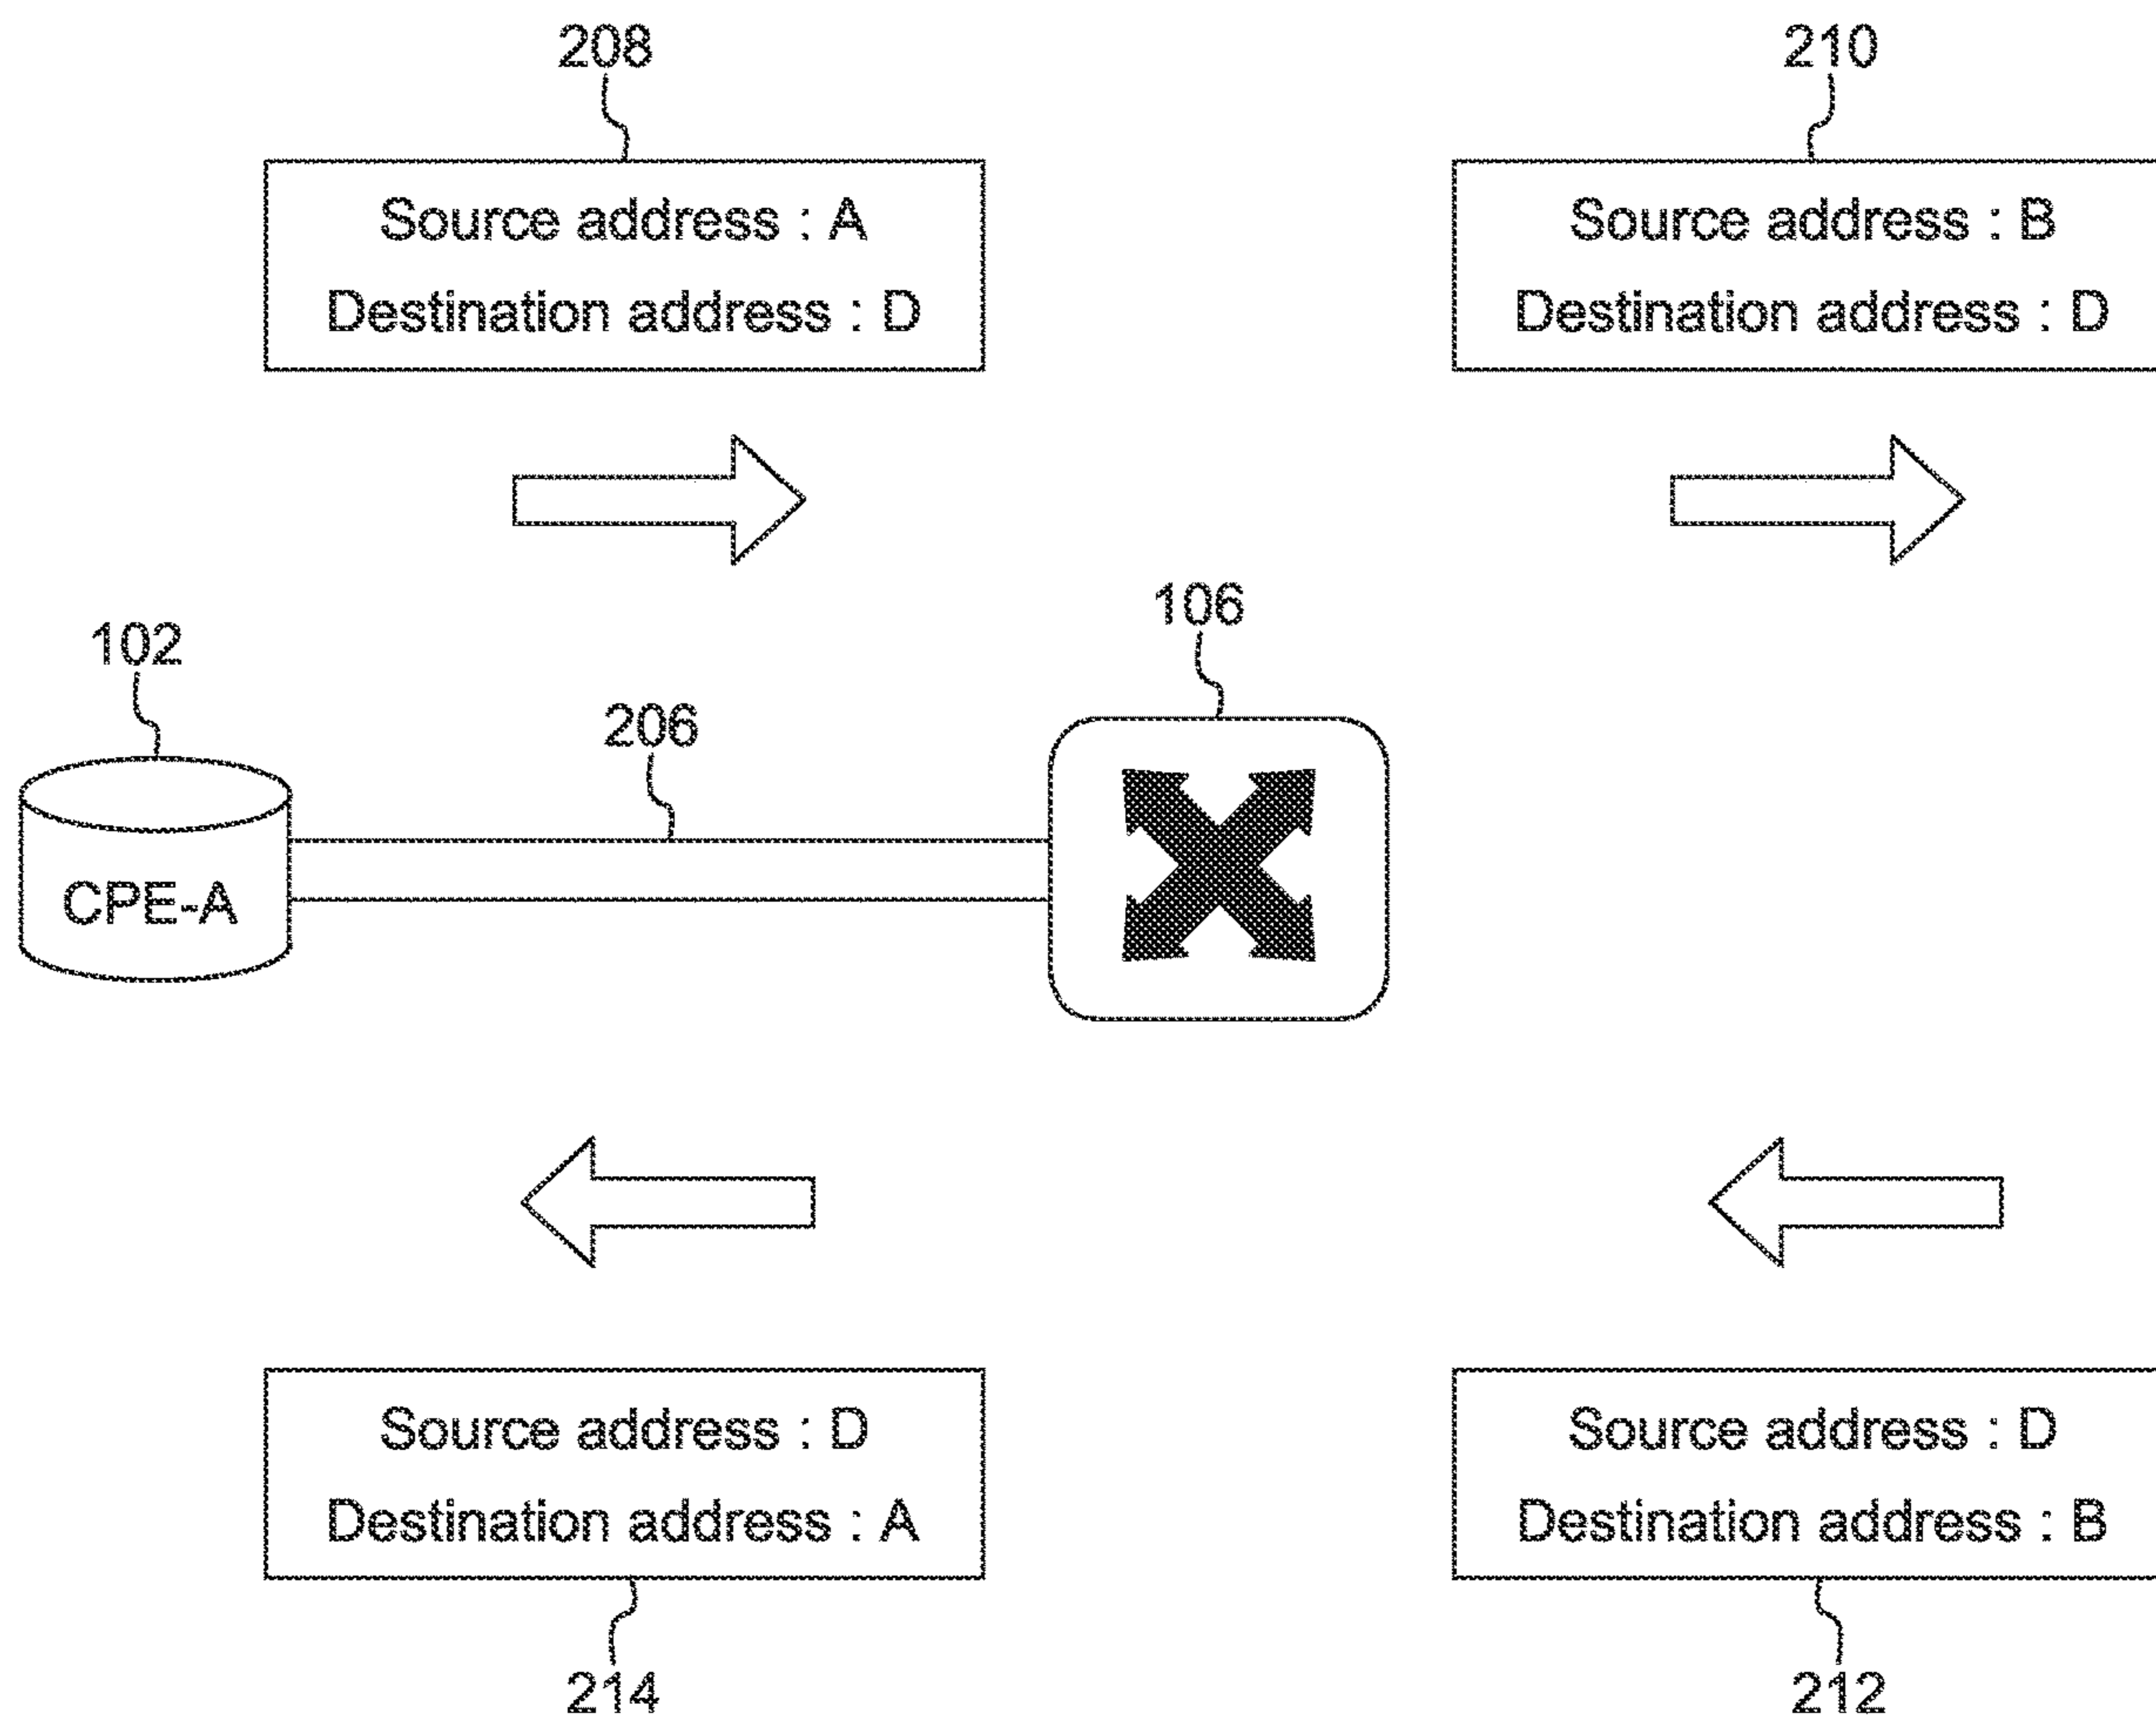 208
210
Source address : A
Destination address : D
Source address : B
Destination address : D
106
102
206
CPE-A
Source address : D
Destination address : A
Source address : D
Destination address : B
214
212